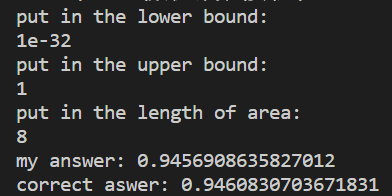 put in the lower bound:
1e-32
put in the upper bound:
1
put in the length of area:
8
my answer: 0.9456908635827012
correct aswer: 0.9460830703671831